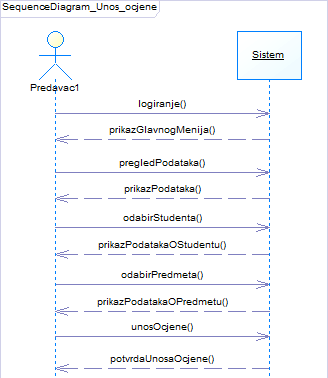 SequenceDiagram_Unos_ocjene
Predavac1
Sistem
logiranje()
prikazGlavnogMenija()
pregledPodataka()
prikazPodataka()
odabirStudenta()
prikazPodatakaOStudentu()
odabirPredmeta()
prikazPodatakaOPredmetu()
unosOcjene()
potvrdaUnosaOcjene()